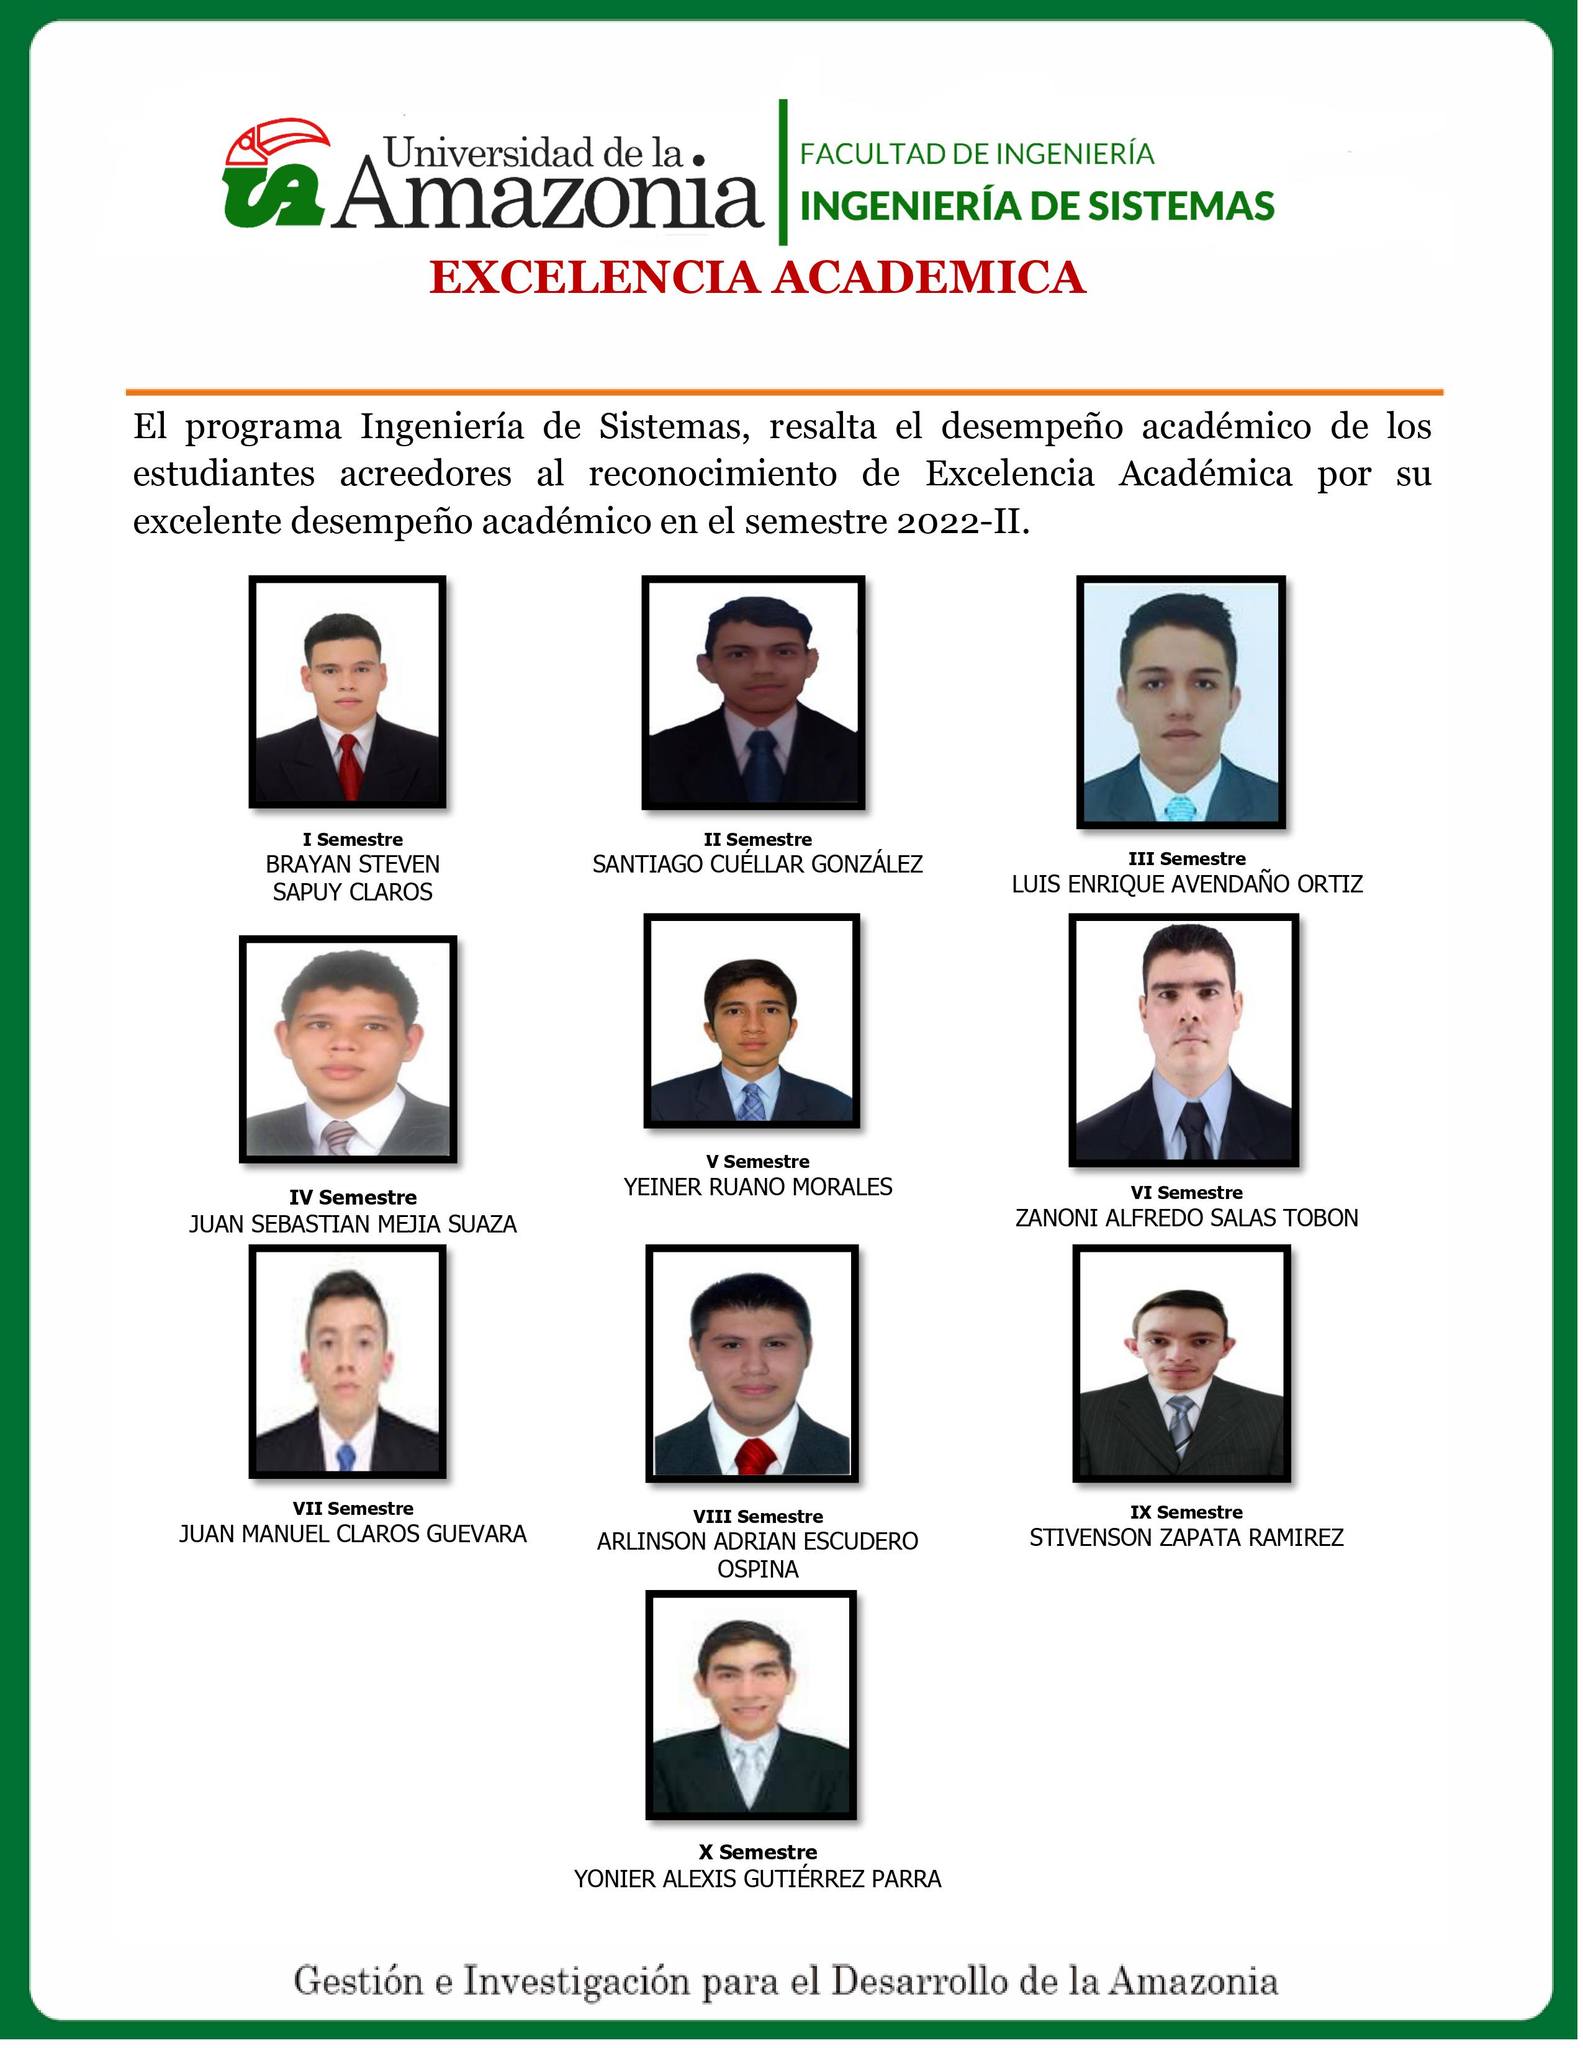 Universidad de la
Amazonia
FACULTAD DE INGENIERÍA
INGENIERÍA DE SISTEMAS
EXCELENCIA ACADEMICA
El programa Ingeniería de Sistemas, resalta el desempeño académico de los
estudiantes acreedores al reconocimiento de Excelencia Académica por su
excelente desempeño académico en el semestre 2022-II.
I Semestre
BRAYAN STEVEN
SAPUY CLAROS
II Semestre
SANTIAGO CUÉLLAR GONZÁLEZ
III Semestre
LUIS ENRIQUE AVENDAÑO ORTIZ
IV Semestre
JUAN SEBASTIAN MEJIA SUAZA
V Semestre
YEINER RUANO MORALES
VI Semestre
ZANONI ALFREDO SALAS TOBON
VII Semestre
JUAN MANUEL CLAROS GUEVARA
VIII Semestre
ARLINSON ADRIAN ESCUDERO
OSPINA
IX Semestre
STIVENSON ZAPATA RAMIREZ
X Semestre
YONIER ALEXIS GUTIÉRREZ PARRA
Gestión e Investigación para el Desarrollo de la Amazonia